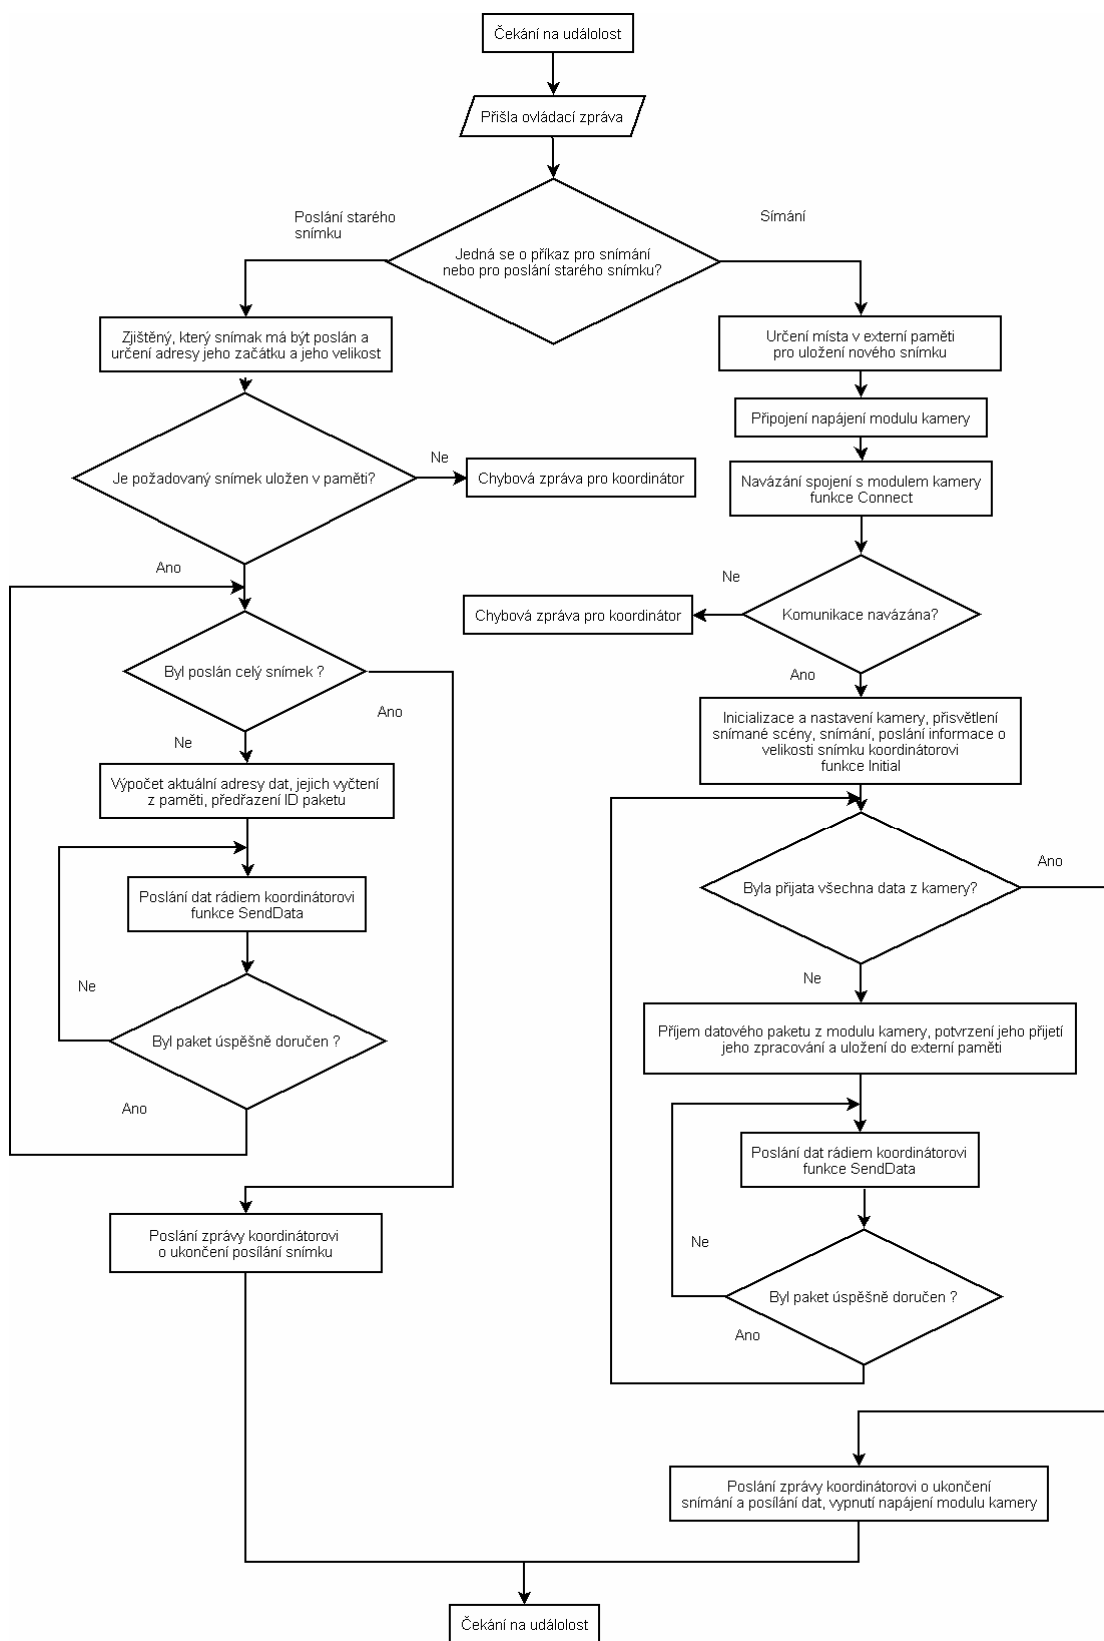 Čekání na událolost
Přišla ovládací zpráva
Poslání starého
snímku
Símání
Jedná se o příkaz pro snímání
nebo pro poslání starého snímku?
Zjištěný, který snímak má být poslán a
určení adresy jeho začátku a jeho velikost
Určení místa v externí paměti
pro uložení nového snímku
Připojení napájení modulu kamery
Je požadovaný snímek uložen v paměti?
Ne
Chybová zpráva pro koordinátor
Navázání spojení s modulem kamery
funkce Connect
Ano
Ne
Chybová zpráva pro koordinátor
Komunikace navázána?
Byl poslán celý snímek ?
Ano
Ano
Ne
Inicializace a nastavení kamery, přisvětlení
snímané scény, snímání, poslání informace o
velikosti snímku koordinátorovi
funkce Initial
Výpočet aktuální adresy dat, jejich vyčtení
z paměti, předřazení ID paketu
Byla přijata všechna data z kamery?
Ano
Poslání dat rádiem koordinátorovi
funkce SendData
Ne
Ne
Byl paket úspěšně doručen ?
Ano
Příjem datového paketu z modulu kamery, potvrzení jeho přijetí
jeho zpracování a uložení do externí paměti
Poslání dat rádiem koordinátorovi
funkce SendData
Poslání zprávy koordinátorovi
o ukončení posílání snímku
Ne
Byl paket úspěšně doručen ?
Ano
Poslání zprávy koordinátorovi o ukončení
snímání a posílání dat, vypnutí napájení modulu kamery
Čekání na událolost